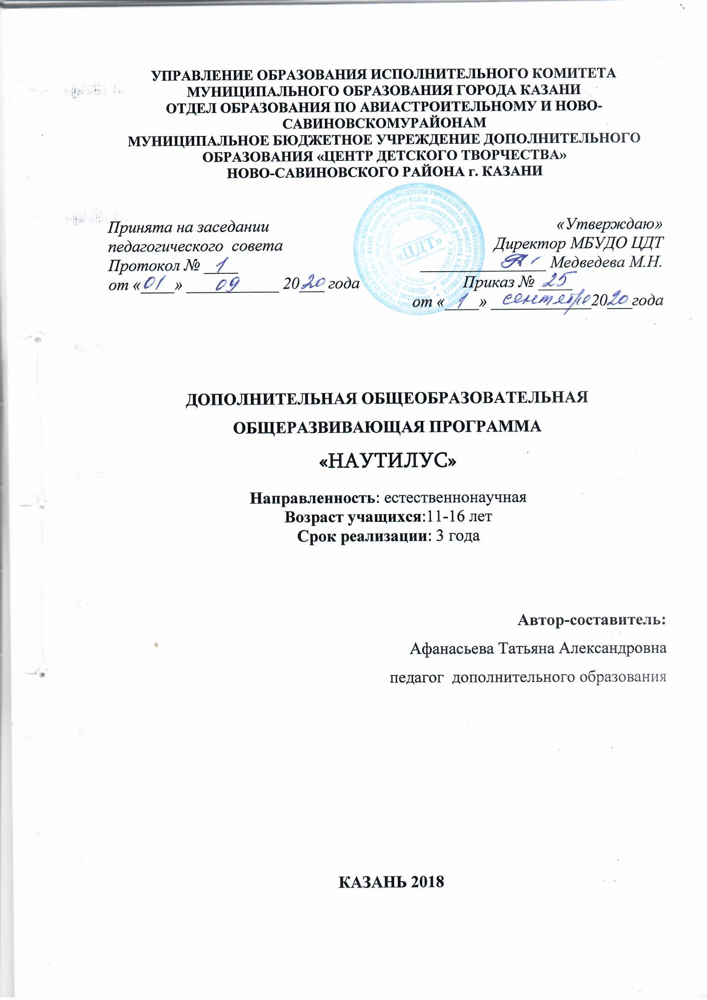 УПРАВЛЕНИЕ ОБРАЗОВАНИЯ ИСПОЛНИТЕЛЬНОГО КОМИТЕТА
МУНИЦИПАЛЬНОГО ОБРАЗОВАНИЯ ГОРОДА КАЗАНИ
ОТДЕЛ ОБРАЗОВАНИЯ ПО АВИАСТРОИТЕЛЬНОМУ И НОВО-
САВИНОВСКОМУРАЙОНАМ
МУНИЦИПАЛЬНОЕ БЮДЖЕТНОЕ УЧРЕЖДЕНИЕ ДОПОЛНИТЕЛЬНОГО
ОБРАЗОВАНИЯ «ЦЕНТР ДЕТСКОГО ТВОРЧЕСТВА»
НОВО-САВИНОВСКОГО РАЙОНА г. КАЗАНИ
Принята на заседании
педагогического совета
Протокол № 1
от «01» 09 2020 года
«ЦДТ»
«Утверждаю»
Директор МБУДО ЦДТ
Медведева М.Н.
Приказ № 25
от «1» сентября 2020 года
ДОПОЛНИТЕЛЬНАЯ ОБЩЕОБРАЗОВАТЕЛЬНАЯ
ОБЩЕРАЗВИВАЮЩАЯ ПРОГРАММА
«НАУТИЛУС»
Направленность: естественнонаучная
Возраст учащихся:11-16 лет
Срок реализации: 3 года
Автор-составитель:
Афанасьева Татьяна Александровна
педагог дополнительного образования
КАЗАНЬ 2018